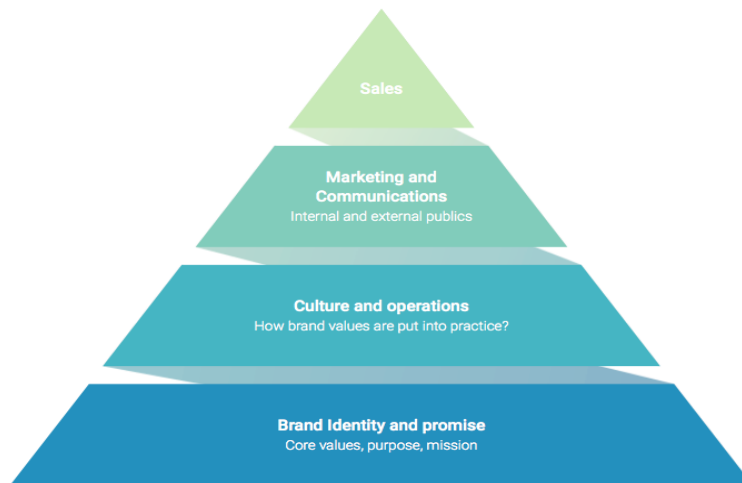 Sales
Marketing and
Communications
Internal and external publics
Culture and operations
How brand values are put into practice?
Brand Identity and promise
Core values, purpose, mission